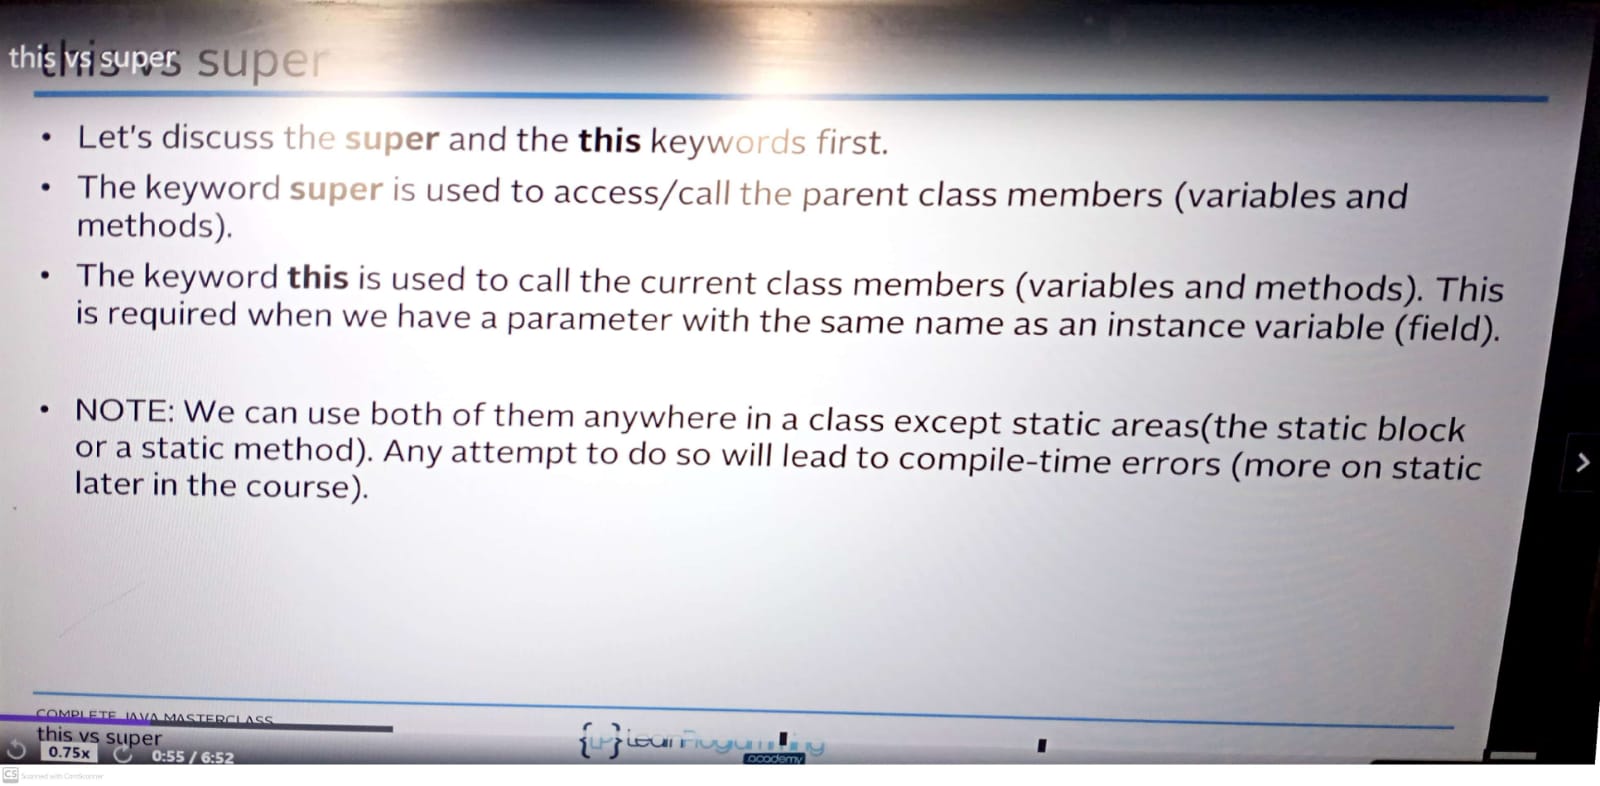 this vs super
this vs super
• Let's discuss the super and the this keywords first.
• The keyword super is used to access/call the parent class members (variables and
methods).
• The keyword this is used to call the current class members (variables and methods). This
is required when we have a parameter with the same name as an instance variable (field).
• NOTE: We can use both of them anywhere in a class except static areas(the static block
or a static method). Any attempt to do so will lead to compile-time errors (more on static
later in the course).
COMPLETE JAVA MASTERCLASS
this vs super
0.75x 0:55 / 6:52
academy
CS Scanned with CamScanner